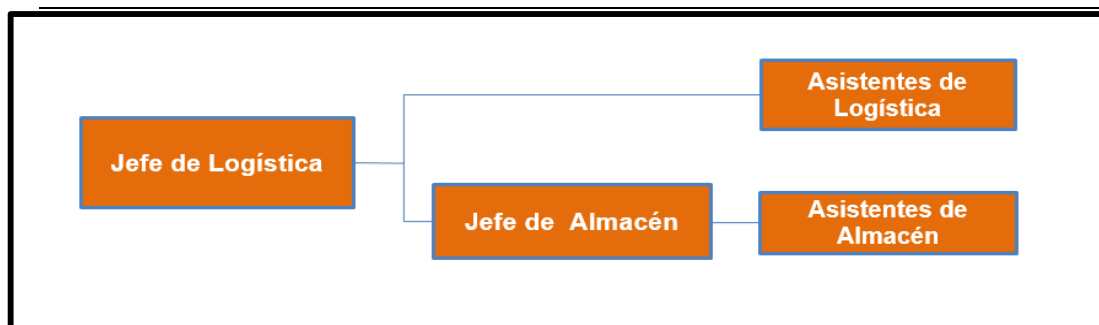 Asistentes de
Logística
Jefe de Logística
Jefe de  Almacén
Asistentes de
Almacén